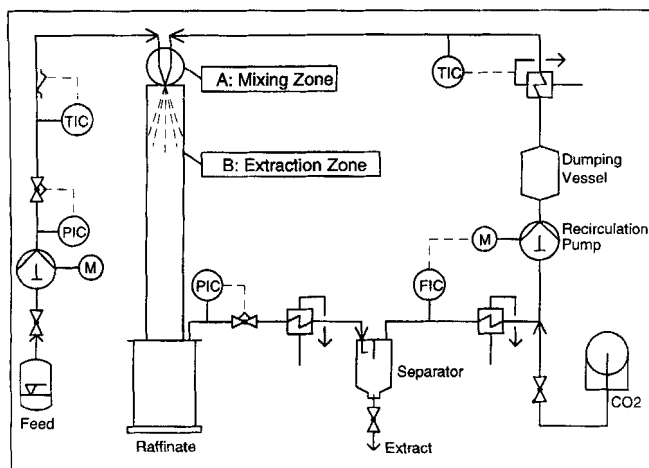 A: Mixing Zone
TIC
TIC
B: Extraction Zone
Dumping
Vessel
PIC
Recirculation
Pump
M
M
PIC
FIC
Separator
CO2
Feed
Raffinate
Extract